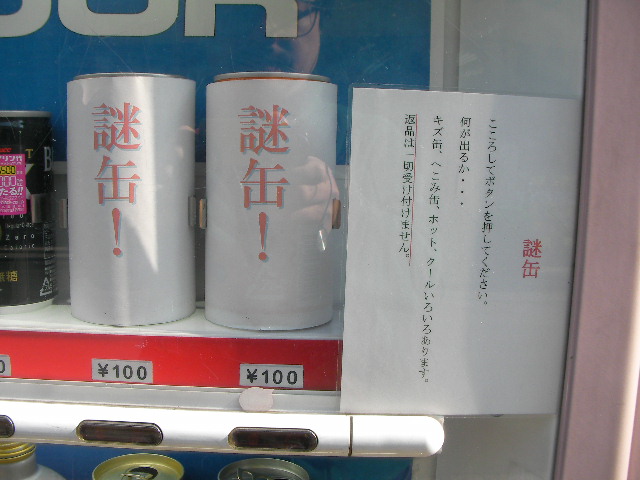 謎缶！
謎缶！
謎缶
こころしてボタンを押してください。
何が出るか・・・
キズ缶、へこみ缶、ホット、クールいろいろあります。
返品は一切受け付けません。
¥100
¥100
Zero